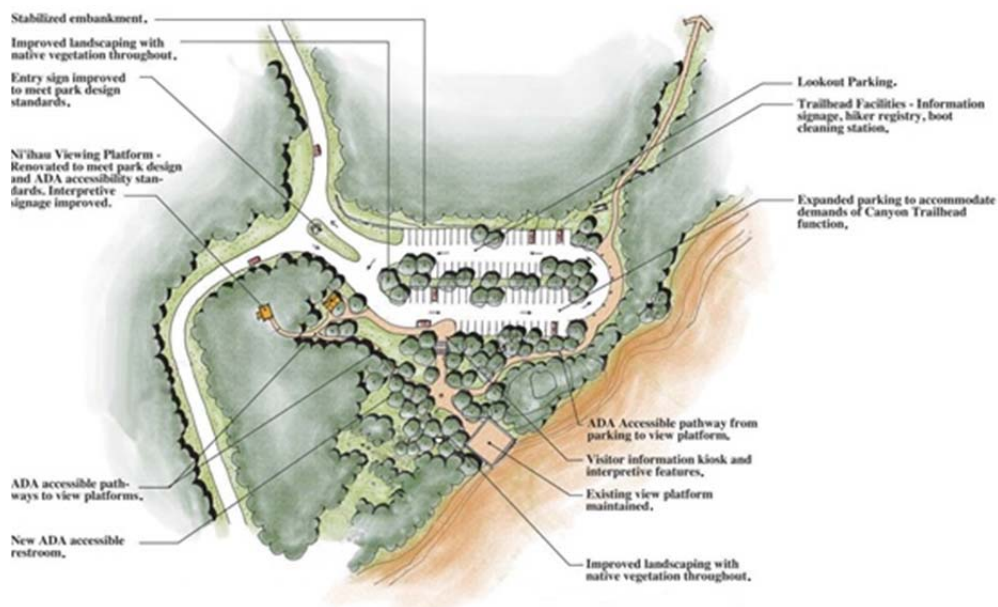 Stabilized embankment.
Improved landscaping with
native vegetation throughout.
Entry sign improved
to meet park design
standards.
Ni'ihau Viewing Platform -
Renovated to meet park design
and ADA accessibility stan-
dards. Interpretive
signage improved.
ADA accessible path-
ways to view platforms.
New ADA accessible
restroom.
Lookout Parking.
Trailhead Facilities - Information
signage, hiker registry, boot
cleaning station.
Expanded parking to accommodate
demands of Canyon Trailhead
function.
ADA Accessible pathway from
parking to view platform.
Visitor information kiosk and
interpretive features.
Existing view platform
maintained.
Improved landscaping with
native vegetation throughout.